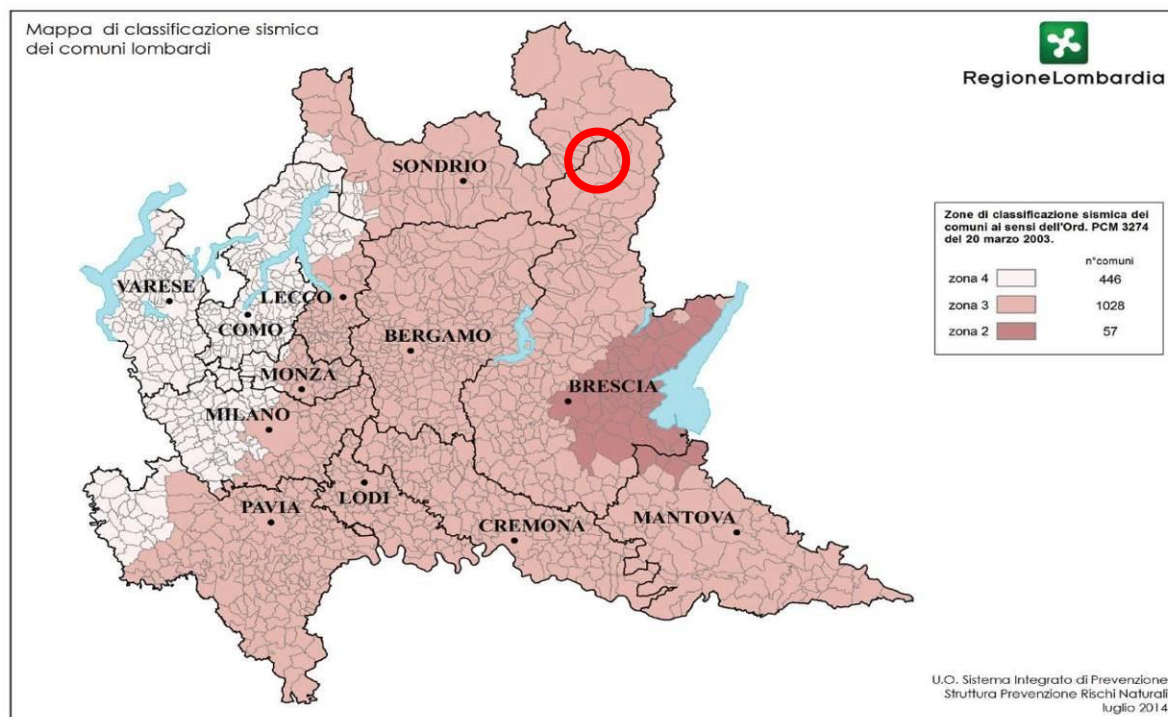 Mappa di classificazione sismica
dei comuni lombardi
RegioneLombardia
SONDRIO
VARESE
LECCO
COMO
BERGAMO
MONZA
BRESCIA
MILANO
LODI
PAVIA
CREMONA
MANTOVA
Zone di classificazione sismica dei
comuni ai sensi dell'Ord. PCM 3274
del 20 marzo 2003.
n°comuni
zona 4 446
zona 3 1028
zona 2 57
U.O. Sistema Integrato di Prevenzione
Struttura Prevenzione Rischi Naturali
luglio 2014